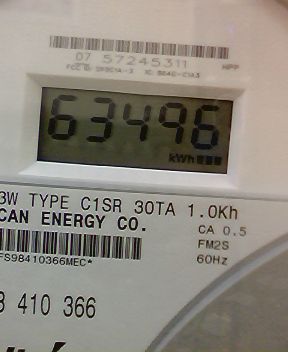 07 57245311
63496
kWh
3W TYPE C1SR 30TA 1.0Kh
CAN ENERGY CO.
CA 0.5
FM2S
60Hz
FS98410366MEC*
410 366